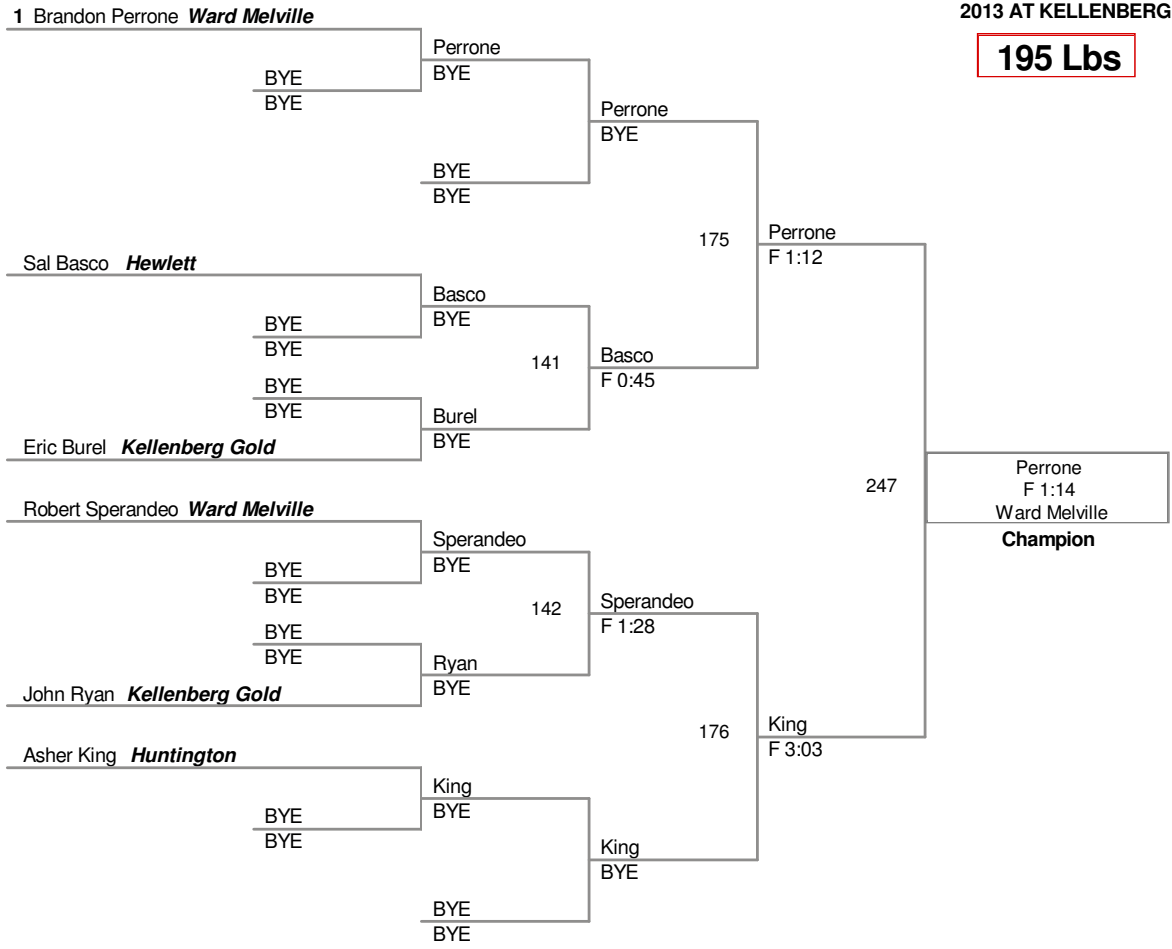 2013 AT KELLENBERG
195 Lbs
1 Brandon Perrone Ward Melville
Perrone
BYE
BYE
BYE
Perrone
BYE
BYE
BYE
175
Perrone
F 1:12
Sal Basco Hewlett
Basco
BYE
BYE
BYE
141
Basco
F 0:45
BYE
BYE
Burel
BYE
Eric Burel Kellenberg Gold
247
Perrone
F 1:14
Ward Melville
Champion
Robert Sperandeo Ward Melville
Sperandeo
BYE
BYE
BYE
142
Sperandeo
F 1:28
BYE
BYE
Ryan
BYE
John Ryan Kellenberg Gold
176
King
F 3:03
Asher King Huntington
King
BYE
BYE
BYE
King
BYE
BYE
BYE